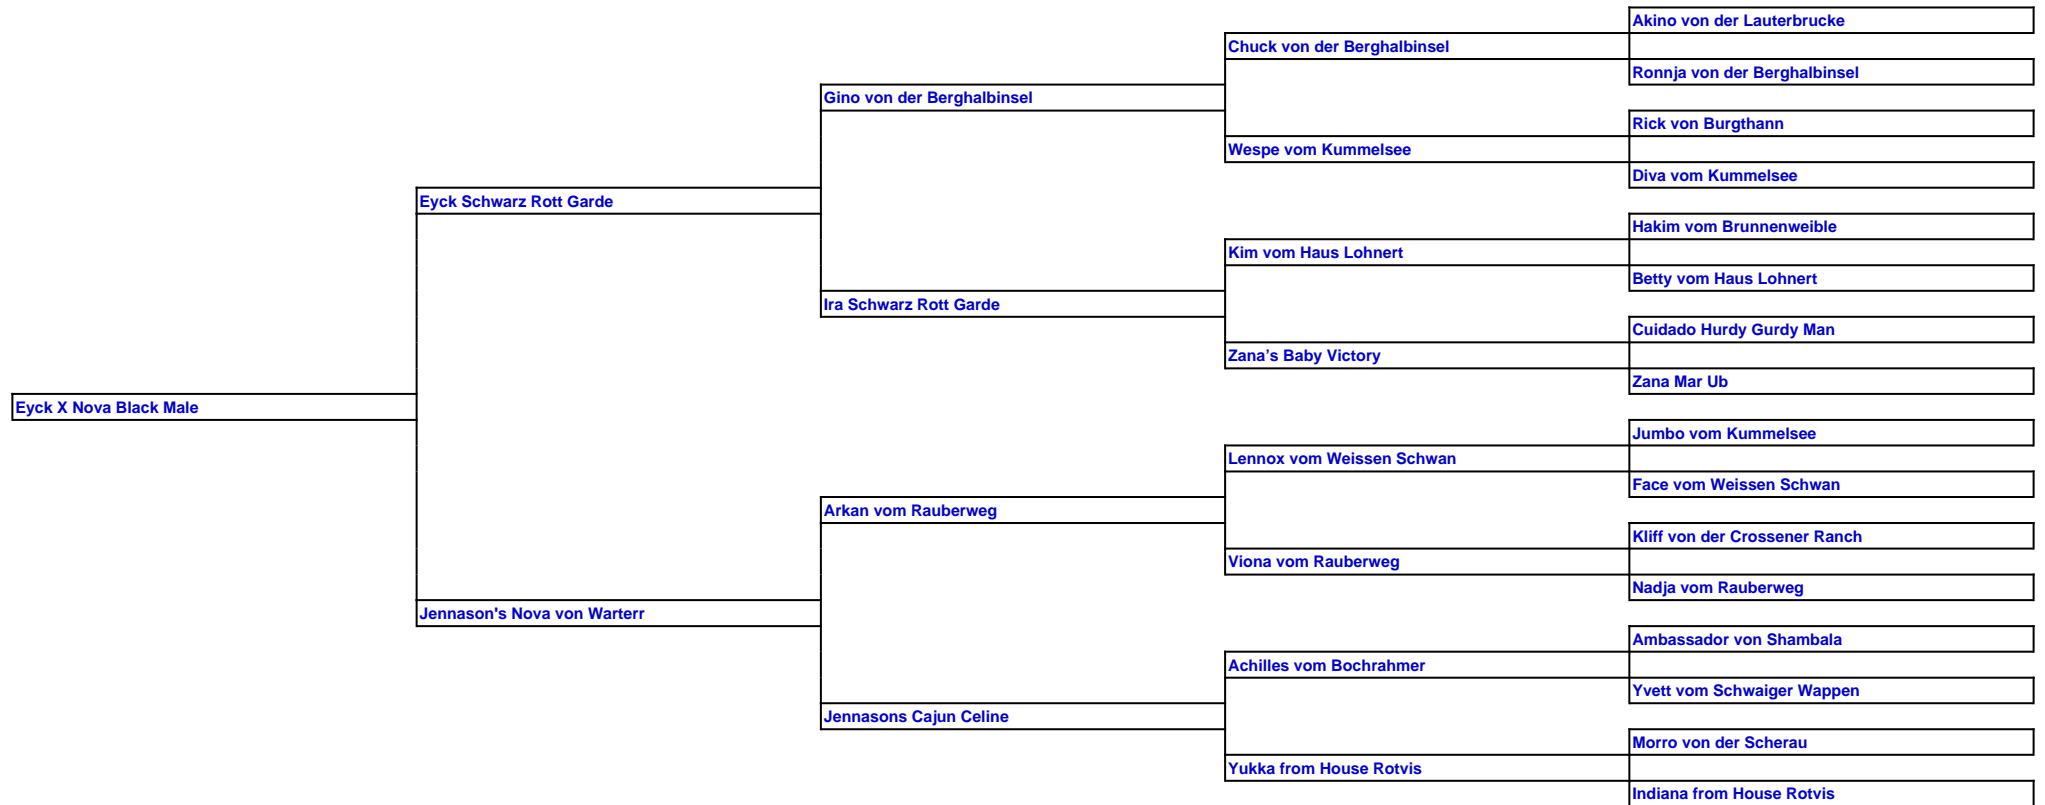 Akino von der Lauterbrucke
Chuck von der Berghalbinsel
Ronnja von der Berghalbinsel
Gino von der Berghalbinsel
Rick von Burgthann
Wespe vom Kummelsee
Diva vom Kummelsee
Eyck Schwarz Rott Garde
Hakim vom Brunnenweible
Kim vom Haus Lohnert
Betty vom Haus Lohnert
Ira Schwarz Rott Garde
Cuidado Hurdy Gurdy Man
Zana’s Baby Victory
Zana Mar Ub
Eyck X Nova Black Male
Jumbo vom Kummelsee
Lennox vom Weissen Schwan
Face vom Weissen Schwan
Arkan vom Rauberweg
Kliff von der Crossener Ranch
Viona vom Rauberweg
Nadja vom Rauberweg
Jennason's Nova von Warterr
Ambassador von Shambala
Achilles vom Bochrahmer
Yvett vom Schwaiger Wappen
Jennasons Cajun Celine
Morro von der Scherau
Yukka from House Rotvis
Indiana from House Rotvis